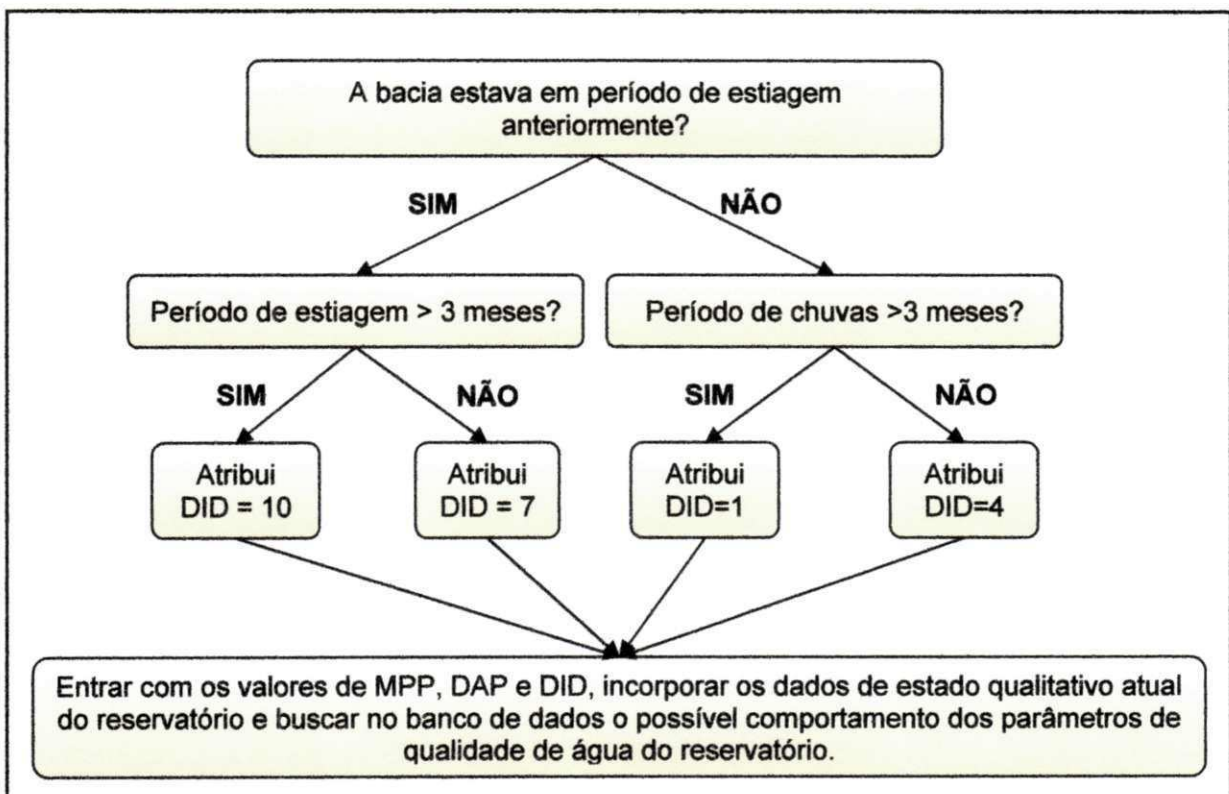 A bacia estava em período de estiagem
anteriormente?
SIM
NÃO
Período de estiagem > 3 meses?
Período de chuvas >3 meses?
SIM
NÃO
SIM
NÃO
Atribui
DID = 10
Atribui
DID = 7
Atribui
DID=1
Atribui
DID=4
Entrar com os valores de MPP, DAP e DID, incorporar os dados de estado qualitativo atual
do reservatório e buscar no banco de dados o possível comportamento dos parâmetros de
qualidade de água do reservatório.